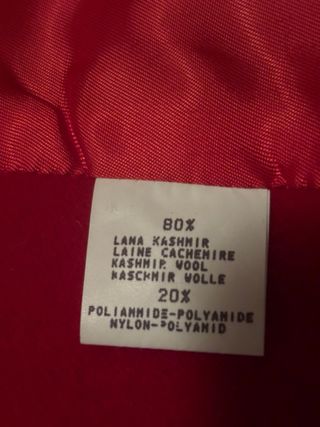 80%
LANA KASHMIR
LAINE CACHEMIRE
KASHMIR WOOL
KASCHMIR WOLLE
20%
POLIAMMIDE-POLYAMIDE
NYLON-POLYAMID